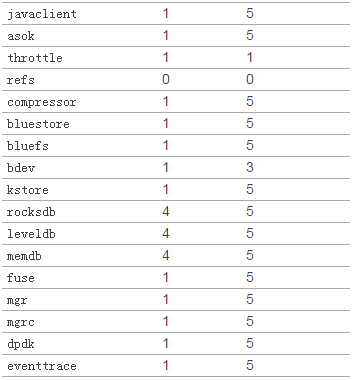 javaclient 1 5
asok 1 5
throttle 1 1
refs 0 0
compressor 1 5
bluestore 1 5
bluefs 1 5
bdev 1 3
kstore 1 5
rocksdb 4 5
leveldb 4 5
memdb 4 5
fuse 1 5
mgr 1 5
mgrc 1 5
dpdk 1 5
eventtrace 1 5